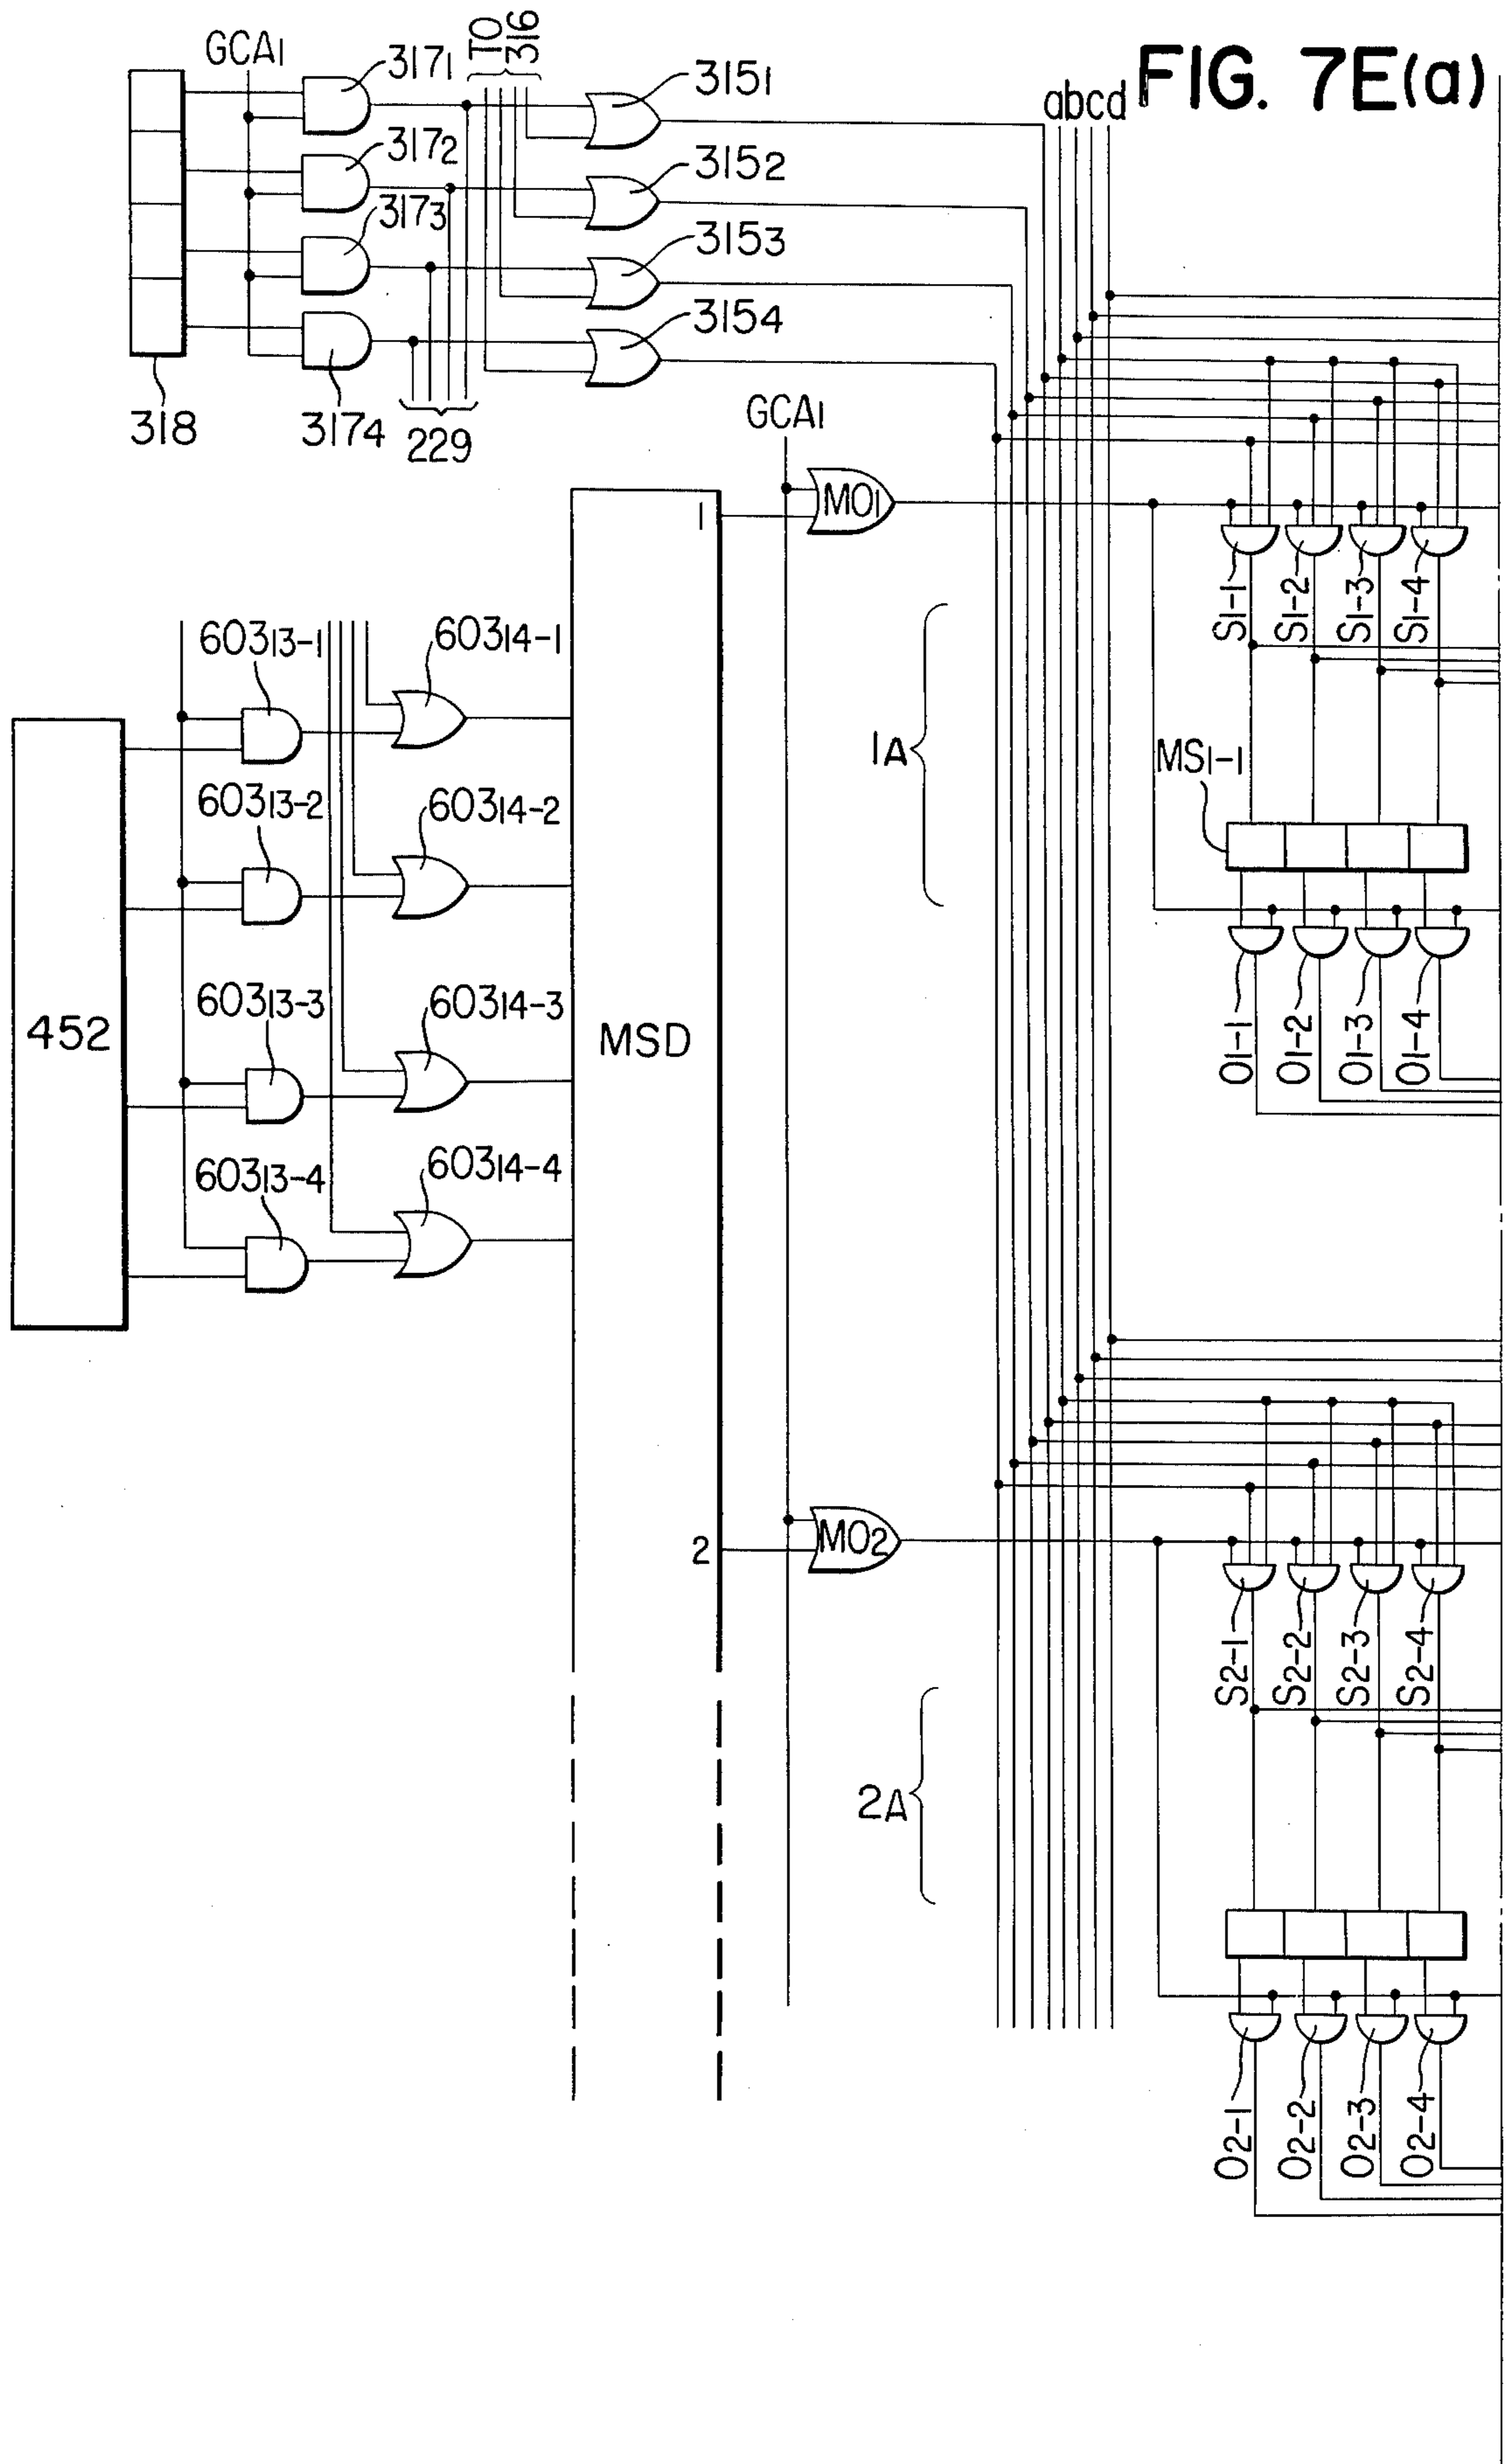 FIG. 7E(a)
GCA1
3171
TO
316
3151
abcd
3172
3152
3173
3153
3154
318
3174
229
GCA1
1
MO1
S1-1
S1-2
S1-3
S1-4
60313-1
60314-1
1A
MS1-1
60313-2
60314-2
60313-3
60314-3
452
MSD
O1-1
O1-2
O1-3
O1-4
60313-4
60314-4
2
MO2
S2-1
S2-2
S2-3
S2-4
2A
O2-1
O2-2
O2-3
O2-4